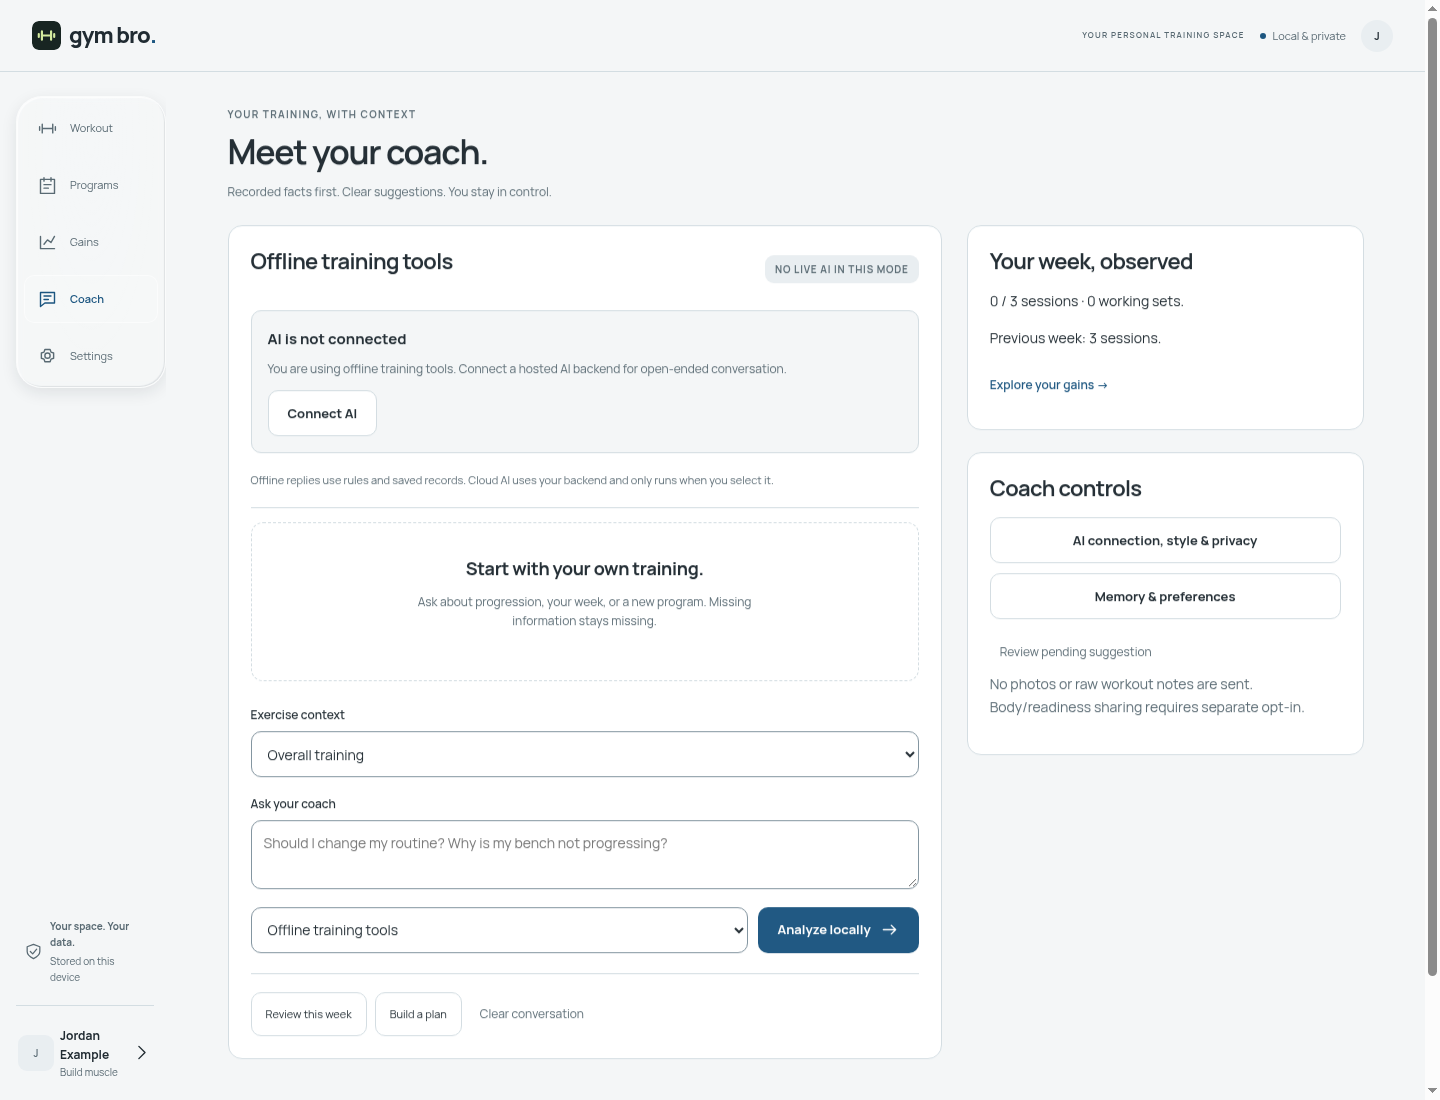 gym bro.
YOUR PERSONAL TRAINING SPACE
Local & private
J
Workout
Programs
Gains
Coach
Settings
Your space. Your
data.
Stored on this
device
J
Jordan
Example
Build muscle
YOUR TRAINING, WITH CONTEXT
Meet your coach.
Recorded facts first. Clear suggestions. You stay in control.
Offline training tools
NO LIVE AI IN THIS MODE
AI is not connected
You are using offline training tools. Connect a hosted AI backend for open-ended conversation.
Connect AI
Offline replies use rules and saved records. Cloud AI uses your backend and only runs when you select it.
Start with your own training.
Ask about progression, your week, or a new program. Missing
information stays missing.
Exercise context
Overall training
Ask your coach
Should I change my routine? Why is my bench not progressing?
Offline training tools
Analyze locally →
Review this week
Build a plan
Clear conversation
Your week, observed
0 / 3 sessions · 0 working sets.
Previous week: 3 sessions.
Explore your gains →
Coach controls
AI connection, style & privacy
Memory & preferences
Review pending suggestion
No photos or raw workout notes are sent.
Body/readiness sharing requires separate opt-in.